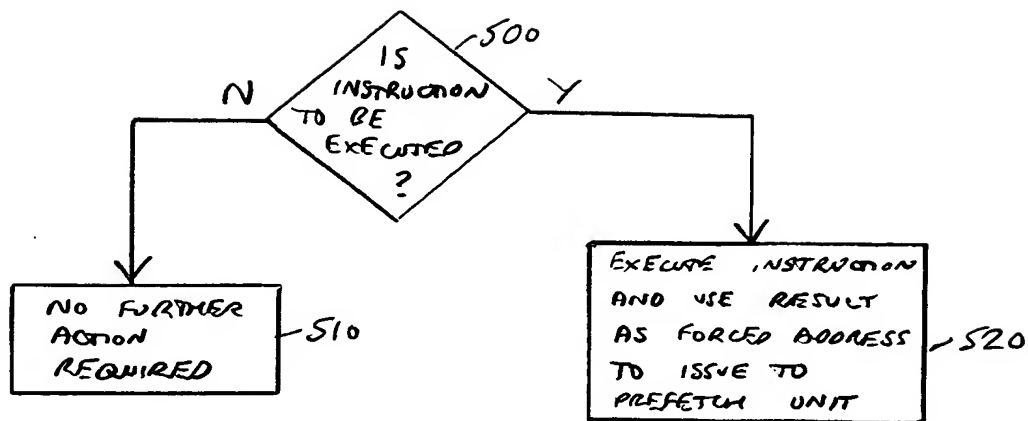 500
IS
INSTRUCTION
TO BE
EXECUTED
?
N
Y
NO FURTHER
ACTION
REQUIRED
510
EXECUTE INSTRUCTION
AND USE RESULT
AS FORCED ADDRESS
TO ISSUE TO
PREFETCH UNIT
520